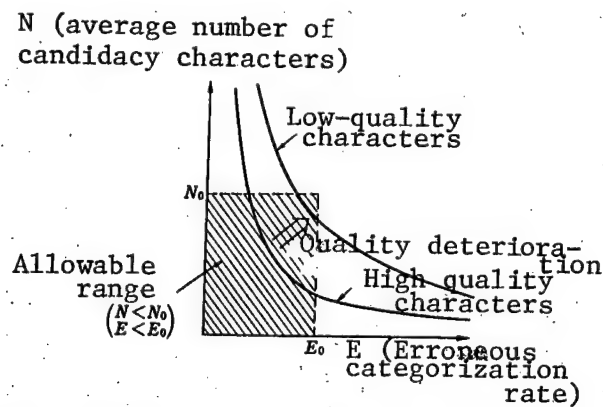 N (average number of
candidacy characters)
Low-quality
characters
N₀
Quality deteriora-
tion
Allowable
range
(N<N₀)
(E<E₀)
High quality
characters
E₀
E (Erroneous
categorization
rate)